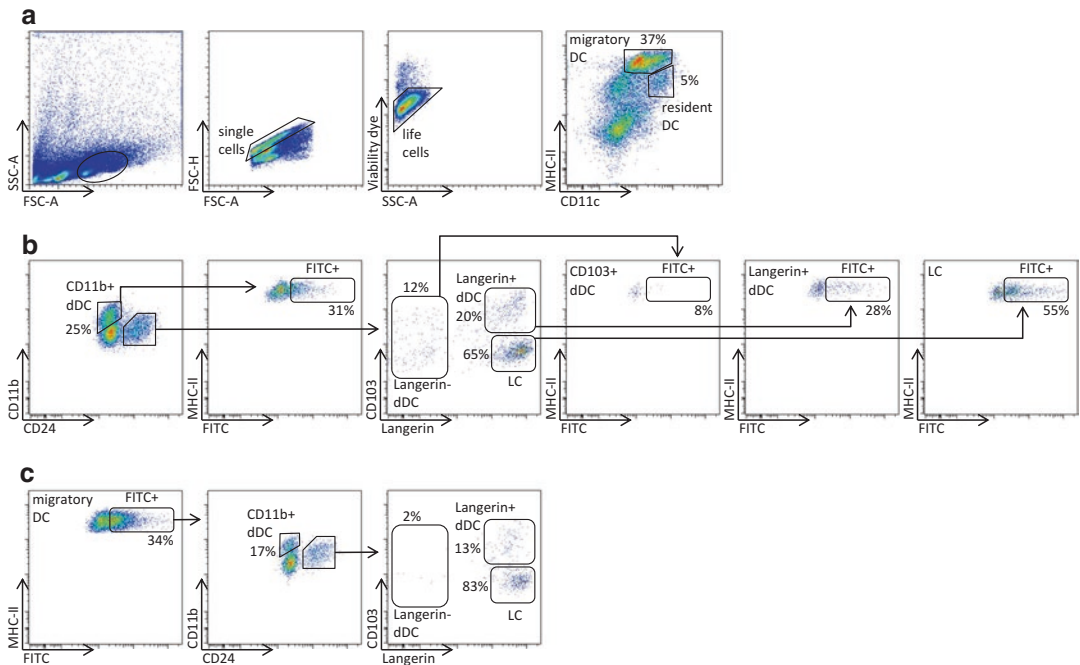 a
SSC-A
FSC-A
single
cells
FSC-H
FSC-A
life
cells
Viability dye
SSC-A
migratory
DC
37%
5%
resident
DC
MHC-II
CD11c
b
CD11b+
dDC
25%
CD11b
CD24
FITC+
31%
MHC-II
FITC
12%
Langerin+
dDC
20%
65%
LC
Langerin-
dDC
CD103
Langerin
CD103+
dDC
FITC+
8%
MHC-II
FITC
Langerin+
dDC
FITC+
28%
MHC-II
FITC
LC
FITC+
55%
MHC-II
FITC
c
migratory
DC
FITC+
34%
MHC-II
FITC
CD11b+
dDC
17%
CD11b
CD24
2%
Langerin+
dDC
13%
83%
LC
Langerin-
dDC
CD103
Langerin